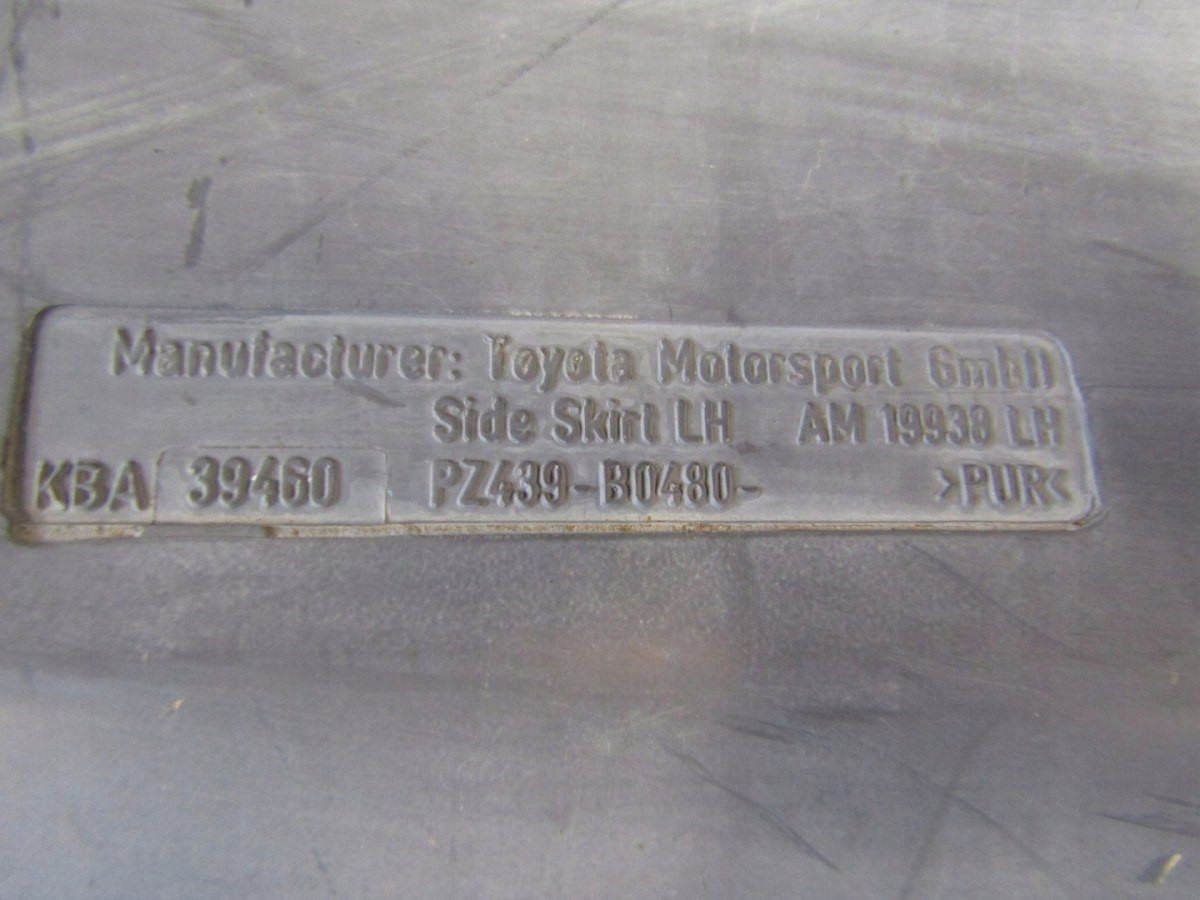 Manufacturer: Toyota Motorsport GmbH
Side Skirt LH AM 19938 LH
KBA 39460 PZ439-B0480- >PUR<